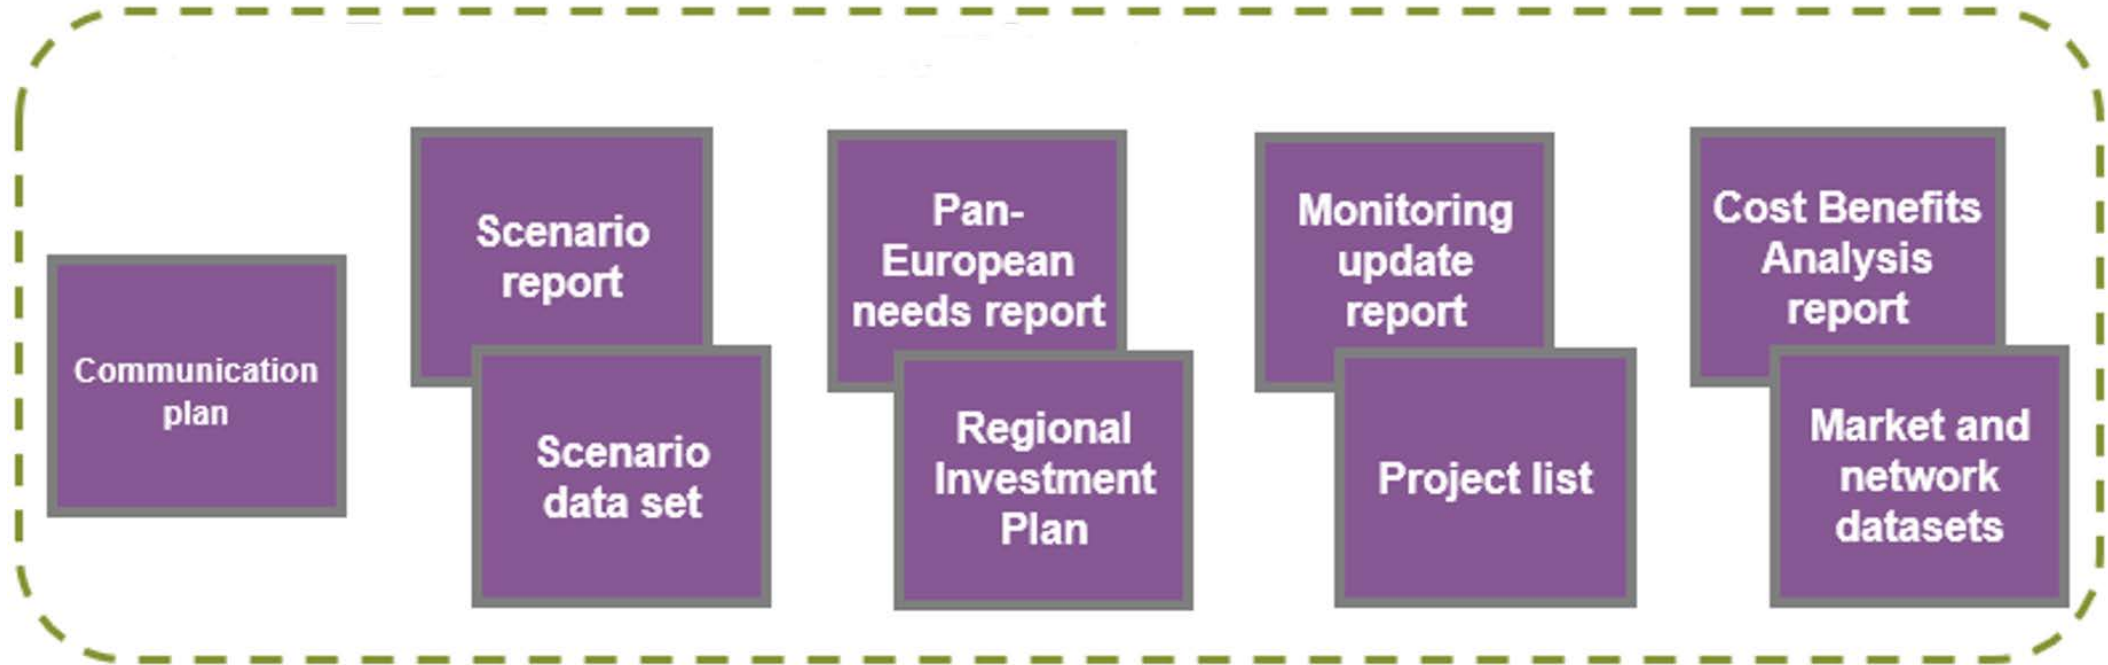 Communication
plan
Scenario
report
Scenario
data set
Pan-
European
needs report
Regional
Investment
Plan
Monitoring
update
report
Project list
Cost Benefits
Analysis
report
Market and
network
datasets